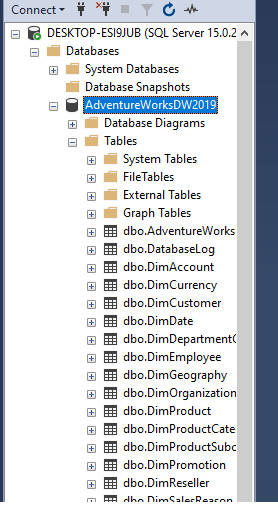 Connect
DESKTOP-ESI9JUB (SQL Server 15.0.2
Databases
System Databases
Database Snapshots
AdventureWorksDW2019
Database Diagrams
Tables
System Tables
FileTables
External Tables
Graph Tables
dbo.AdventureWorks
dbo.DatabaseLog
dbo.DimAccount
dbo.DimCurrency
dbo.DimCustomer
dbo.DimDate
dbo.DimDepartmentG
dbo.DimEmployee
dbo.DimGeography
dbo.DimOrganization
dbo.DimProduct
dbo.DimProductCate
dbo.DimProductSubc
dbo.DimPromotion
dbo.DimReseller
dbo.DimSalesReason